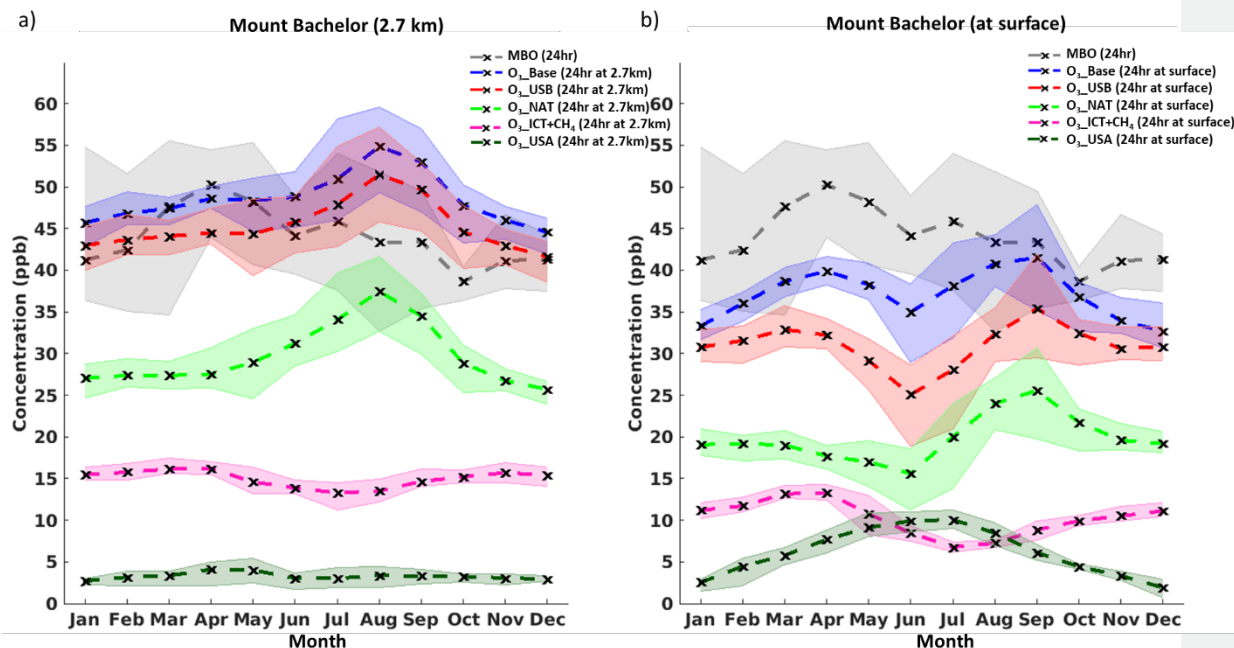 a)
Mount Bachelor (2.7 km)
MBO (24hr)
O₃_Base (24hr at 2.7km)
O₃_USB (24hr at 2.7km)
O₃_NAT (24hr at 2.7km)
O₃_ICT+CH₄ (24hr at 2.7km)
O₃_USA (24hr at 2.7km)
Concentration (ppb)
60
55
50
45
40
35
30
25
20
15
10
5
0
Jan Feb Mar Apr May Jun Jul Aug Sep Oct Nov Dec
Month
b)
Mount Bachelor (at surface)
MBO (24hr)
O₃_Base (24hr at surface)
O₃_USB (24hr at surface)
O₃_NAT (24hr at surface)
O₃_ICT+CH₄ (24hr at surface)
O₃_USA (24hr at surface)
Concentration (ppb)
60
55
50
45
40
35
30
25
20
15
10
5
0
Jan Feb Mar Apr May Jun Jul Aug Sep Oct Nov Dec
Month